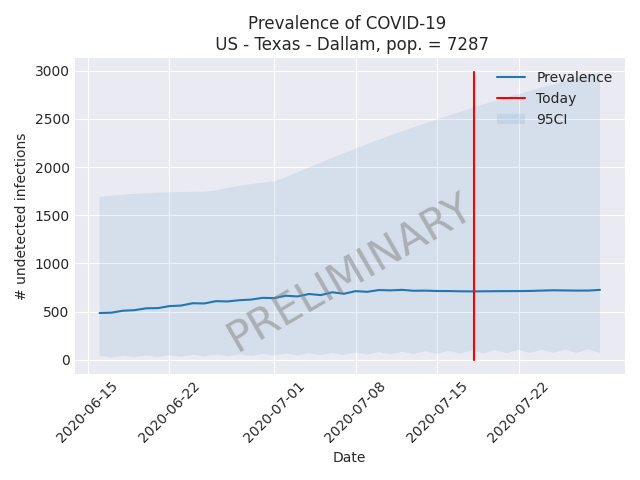 Prevalence of COVID-19
US - Texas - Dallam, pop. = 7287
# undetected infections
3000
2500
2000
1500
1000
500
0
Prevalence
Today
95CI
PRELIMINARY
2020-06-15
2020-06-22
2020-07-01
2020-07-08
2020-07-15
2020-07-22
Date